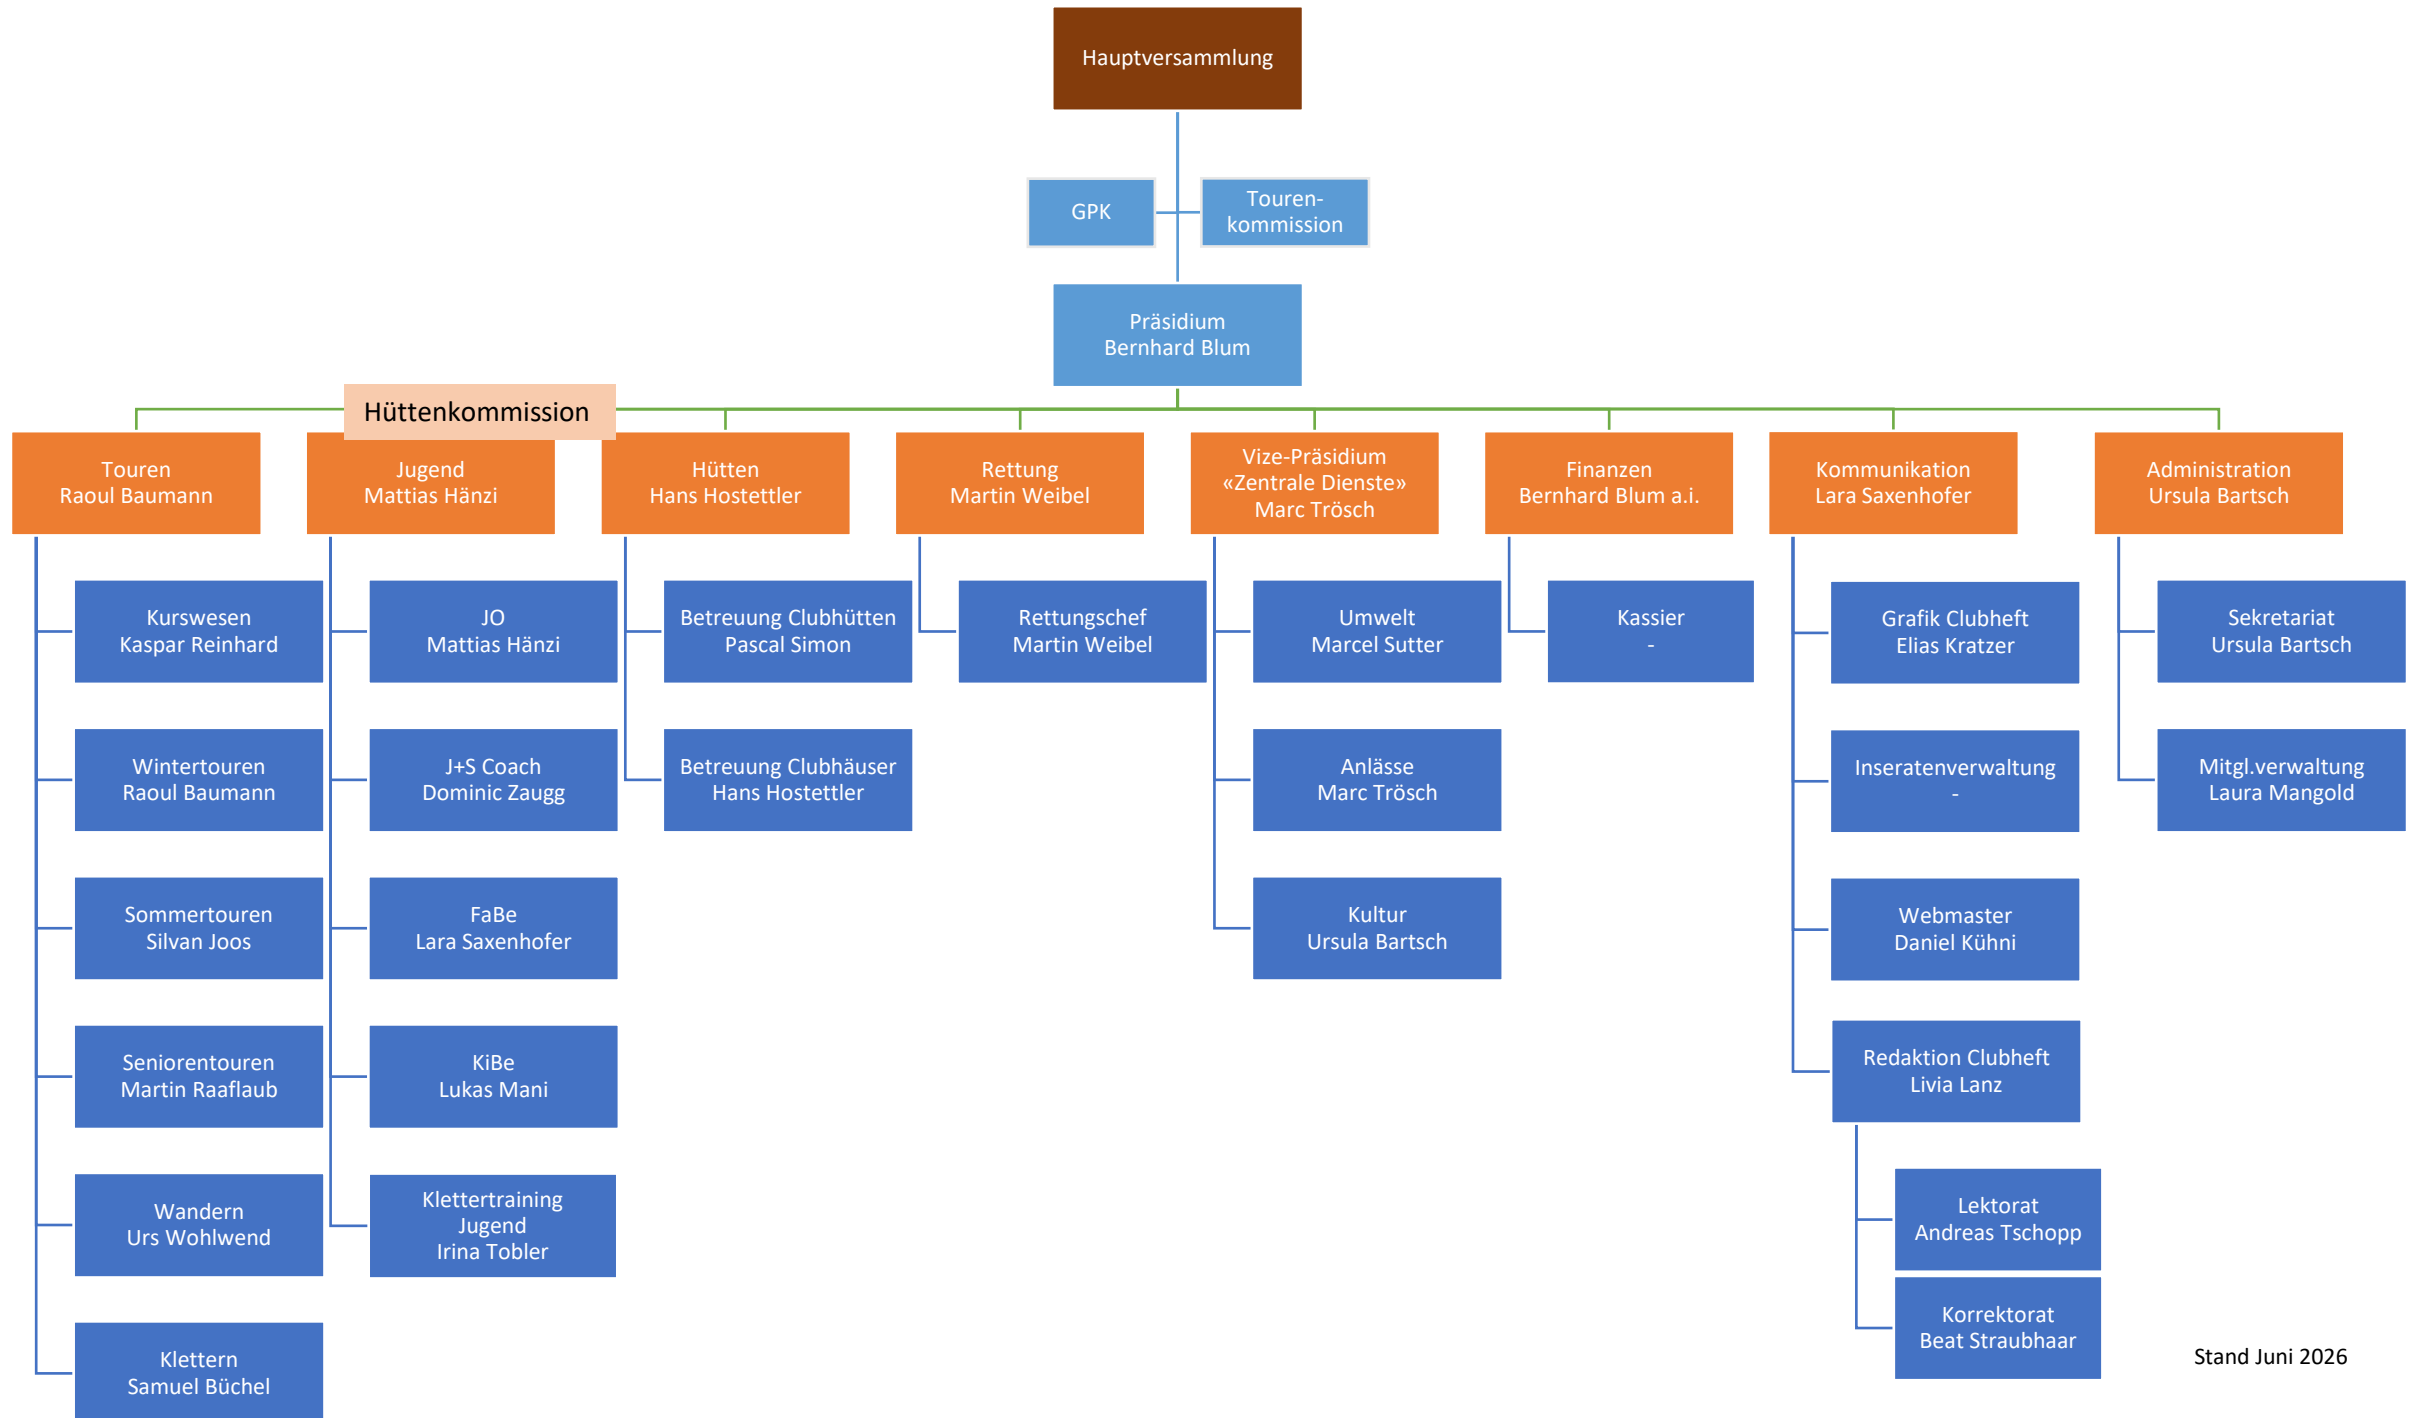 Hauptversammlung
GPK
Touren-
kommission
Präsidium
Bernhard Blum
Hüttenkommission
Touren
Raoul Baumann
Jugend
Mattias Hänzi
Hütten
Hans Hostettler
Rettung
Martin Weibel
Vize-Präsidium
«Zentrale Dienste»
Marc Trösch
Finanzen
Bernhard Blum a.i.
Kommunikation
Lara Saxenhofer
Administration
Ursula Bartsch
Kurswesen
Kaspar Reinhard
JO
Mattias Hänzi
Betreuung Clubhütten
Pascal Simon
Rettungschef
Martin Weibel
Umwelt
Marcel Sutter
Kassier
-
Grafik Clubheft
Elias Kratzer
Sekretariat
Ursula Bartsch
Wintertouren
Raoul Baumann
J+S Coach
Dominic Zaugg
Betreuung Clubhäuser
Hans Hostettler
Anlässe
Marc Trösch
Inseratenverwaltung
-
Mitgl.verwaltung
Laura Mangold
Sommertouren
Silvan Joos
FaBe
Lara Saxenhofer
Kultur
Ursula Bartsch
Webmaster
Daniel Kühni
Seniorentouren
Martin Raaflaub
KiBe
Lukas Mani
Redaktion Clubheft
Livia Lanz
Wandern
Urs Wohlwend
Klettertraining
Jugend
Irina Tobler
Lektorat
Andreas Tschopp
Korrektorat
Beat Straubhaar
Klettern
Samuel Büchel
Stand Juni 2026